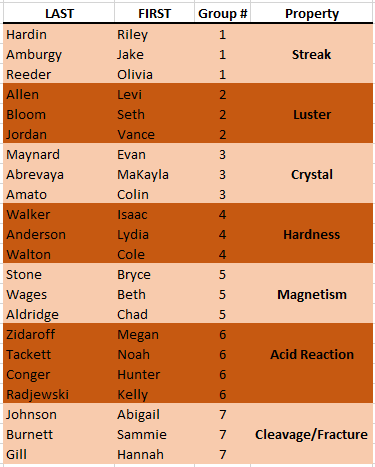 LAST FIRST Group # Property
Hardin Riley 1
Amburgy Jake 1 Streak
Reeder Olivia 1
Allen Levi 2
Bloom Seth 2 Luster
Jordan Vance 2
Maynard Evan 3
Abrevaya MaKayla 3 Crystal
Amato Colin 3
Walker Isaac 4
Anderson Lydia 4 Hardness
Walton Cole 4
Stone Bryce 5
Wages Beth 5 Magnetism
Aldridge Chad 5
Zidaroff Megan 6
Tackett Noah 6 Acid Reaction
Conger Hunter 6
Radjewski Kelly 6
Johnson Abigail 7
Burnett Sammie 7 Cleavage/Fracture
Gill Hannah 7